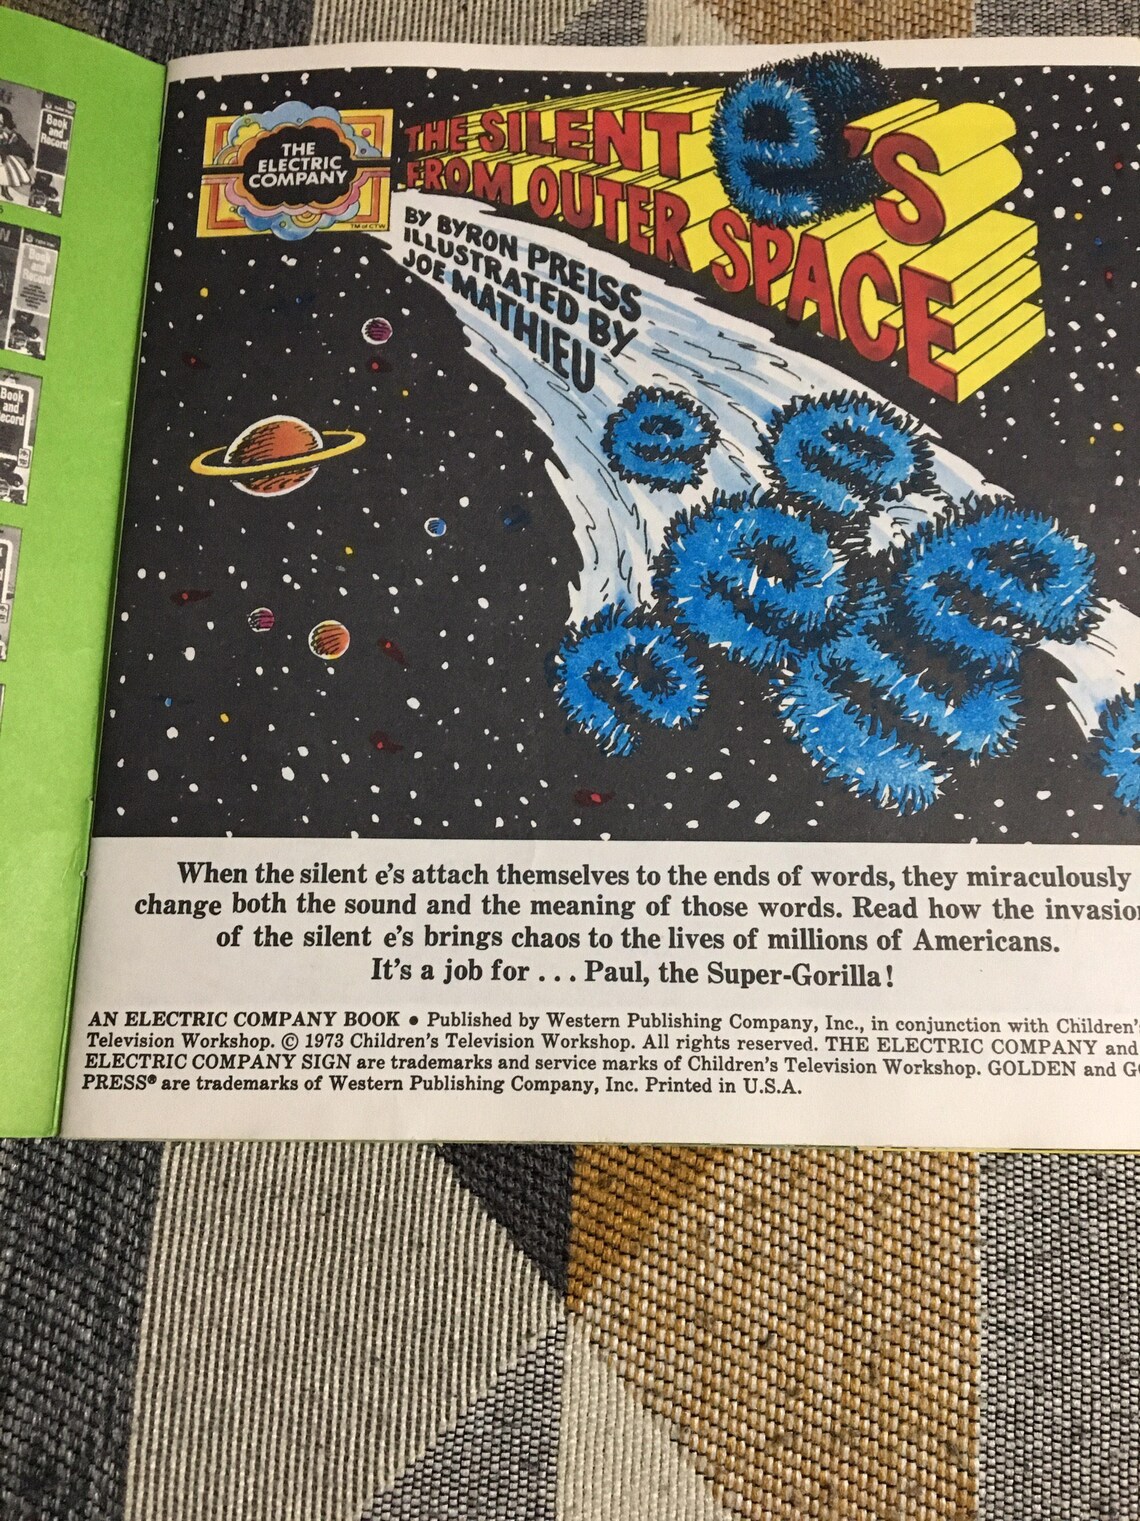 Book
and
Record
Book
and
Record
Book
and
THE
ELECTRIC
COMPANY
TM of CTW
THE SILENT e'S
FROM OUTER SPACE
BY BYRON PREISS
ILLUSTRATED BY
JOE MATHIEU
When the silent e's attach themselves to the ends of words, they miraculously
change both the sound and the meaning of those words. Read how the invasion
of the silent e's brings chaos to the lives of millions of Americans.
It's a job for . . . Paul, the Super-Gorilla!
AN ELECTRIC COMPANY BOOK • Published by Western Publishing Company, Inc., in conjunction with Children's
Television Workshop. © 1973 Children's Television Workshop. All rights reserved. THE ELECTRIC COMPANY and
ELECTRIC COMPANY SIGN are trademarks and service marks of Children's Television Workshop. GOLDEN and
PRESS® are trademarks of Western Publishing Company, Inc. Printed in U.S.A.